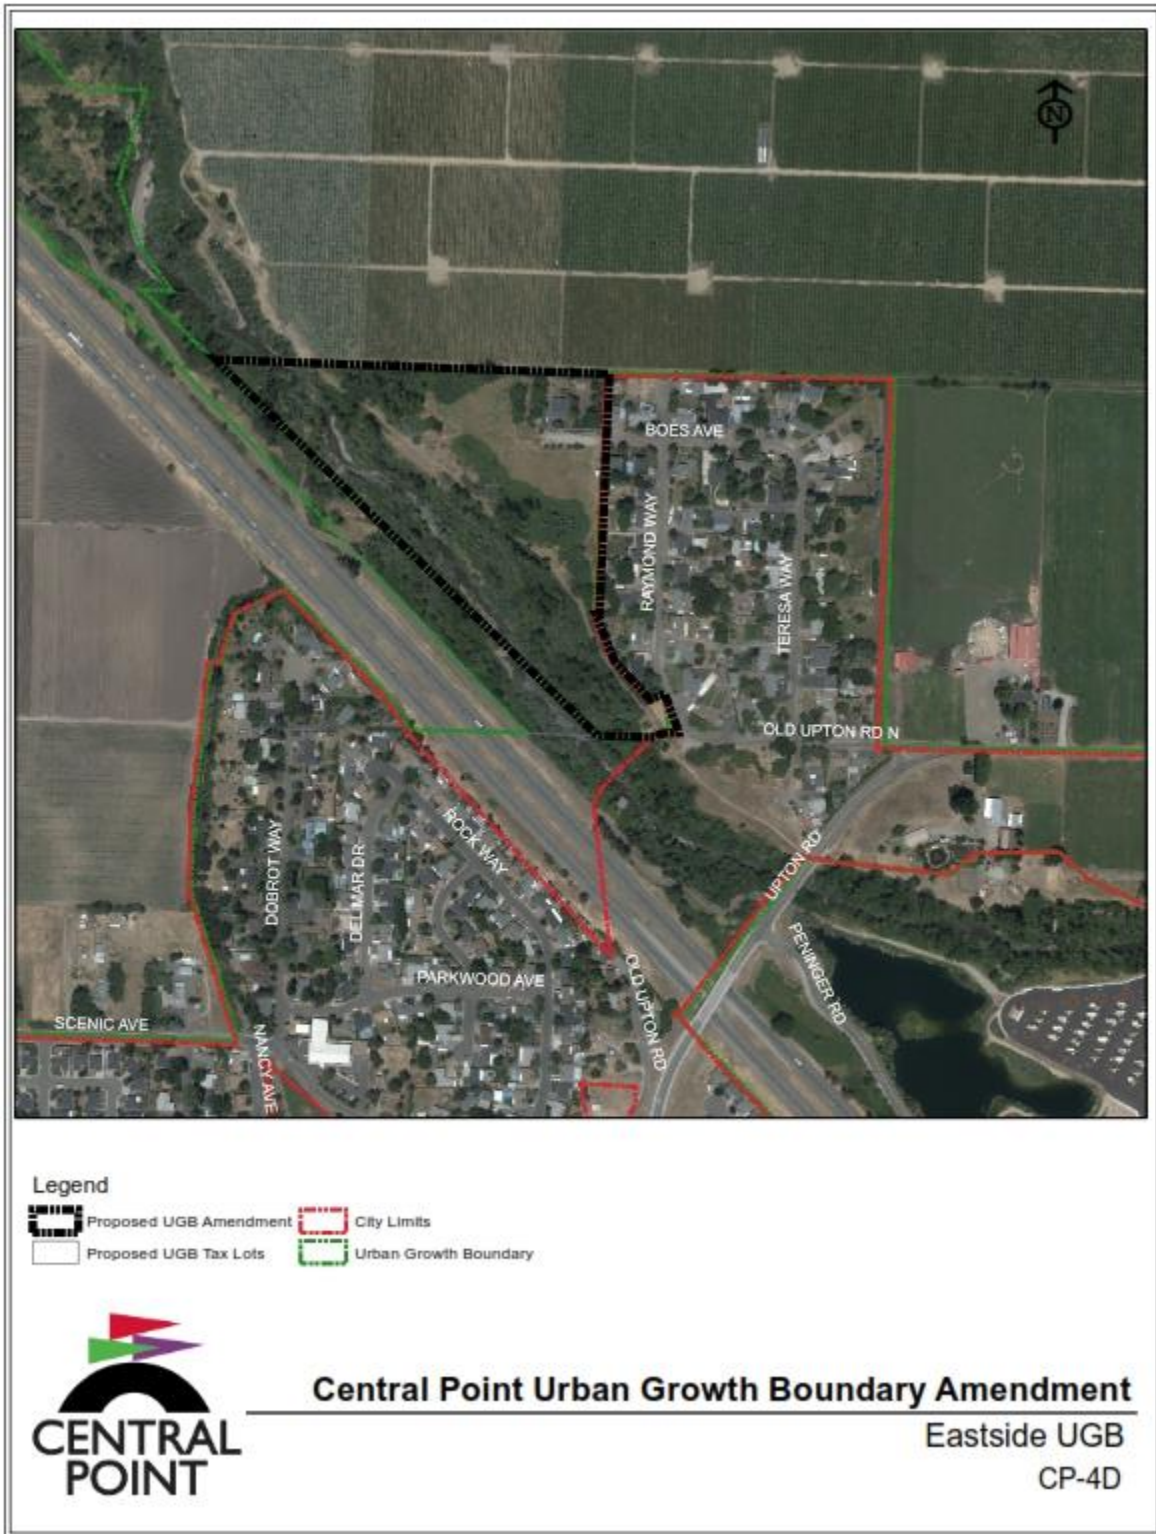 N
BOES AVE
RAYMOND WAY
TERESA WAY
OLD UPTON RD N
ROCK WAY
DOBROT WAY
DELMAR DR
UPTON RD
PENINGER RD
PARKWOOD AVE
OLD UPTON RD
SCENIC AVE
NANCY AVE
Legend
Proposed UGB Amendment
City Limits
Proposed UGB Tax Lots
Urban Growth Boundary
CENTRAL
POINT
Central Point Urban Growth Boundary Amendment
Eastside UGB
CP-4D